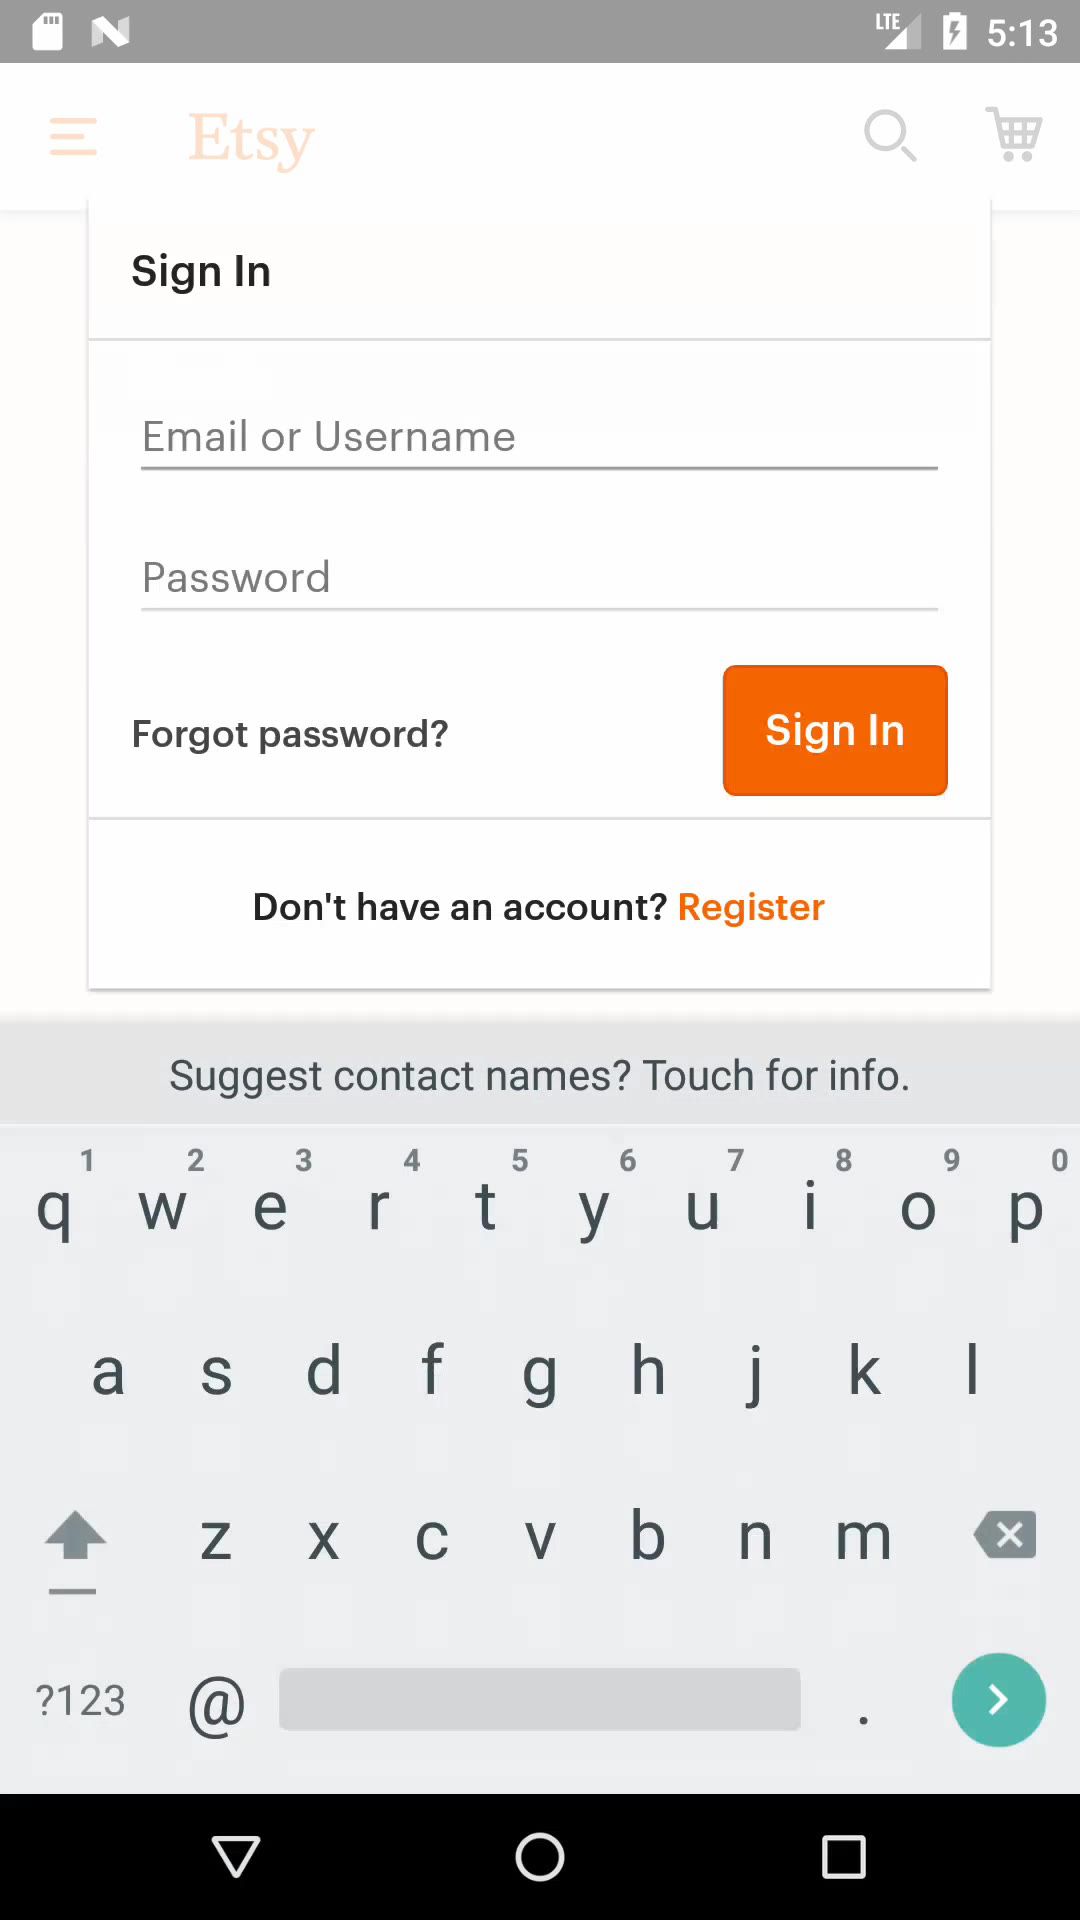 LTE 5:13
Etsy
Sign In
Email or Username
Password
Forgot password? Sign In
Don't have an account? Register
Suggest contact names? Touch for info.
1 2 3 4 5 6 7 8 9 0
q w e r t y u i o p
a s d f g h j k l
z x c v b n m
?123 @ .